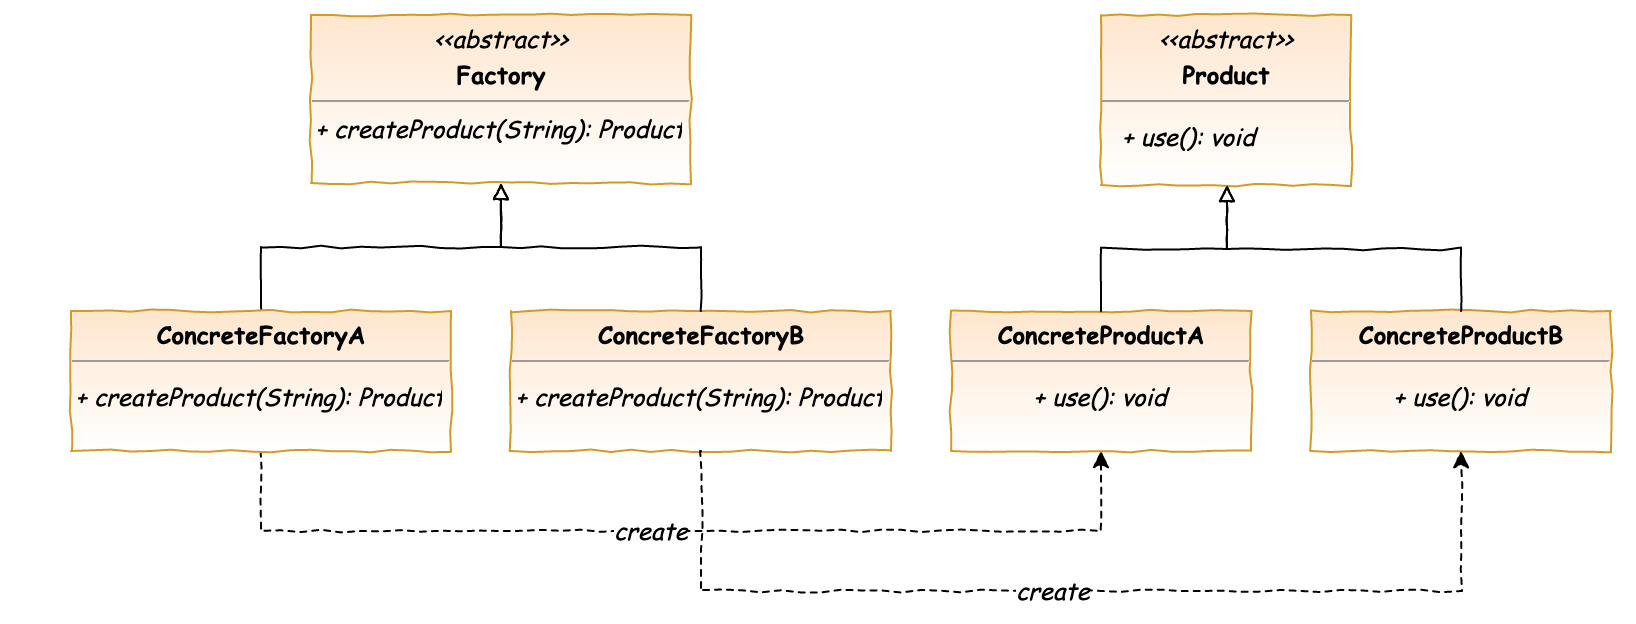 <<abstract>>
Factory
+ createProduct(String): Product
<<abstract>>
Product
+ use(): void
ConcreteFactoryA
+ createProduct(String): Product
ConcreteFactoryB
+ createProduct(String): Product
ConcreteProductA
+ use(): void
ConcreteProductB
+ use(): void
create
create